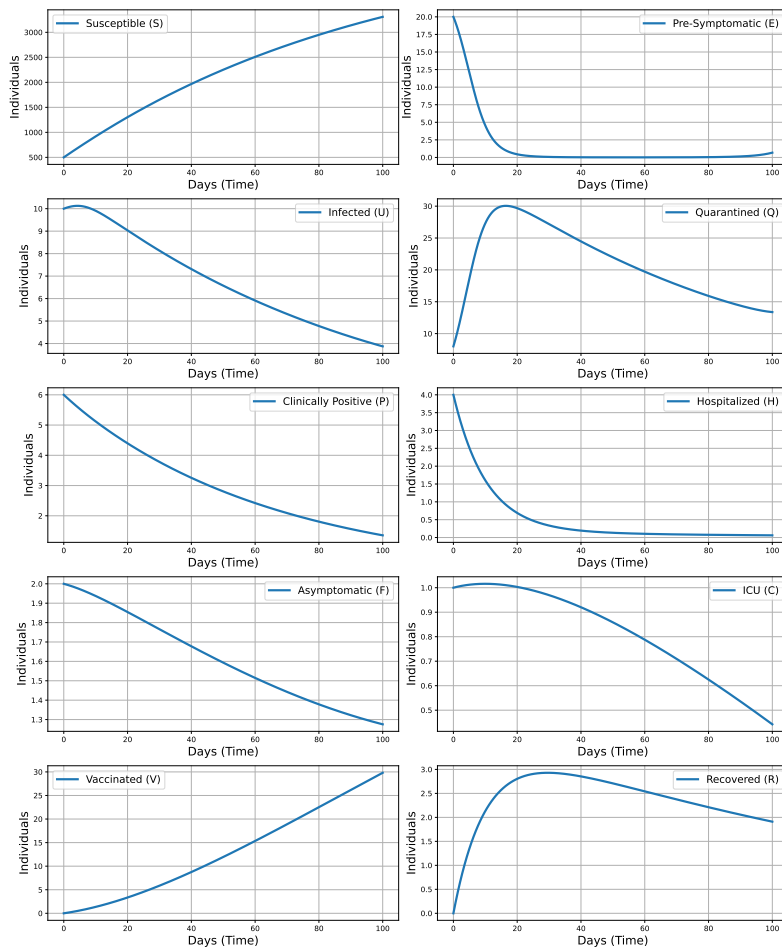 Susceptible (S)
Individuals
3000
2500
2000
1500
1000
500
0 20 40 60 80 100
Days (Time)
Pre-Symptomatic (E)
Individuals
20.0
17.5
15.0
12.5
10.0
7.5
5.0
2.5
0.0
0 20 40 60 80 100
Days (Time)
Infected (U)
Individuals
10
9
8
7
6
5
4
0 20 40 60 80 100
Days (Time)
Quarantined (Q)
Individuals
30
25
20
15
10
0 20 40 60 80 100
Days (Time)
Clinically Positive (P)
Individuals
6
5
4
3
2
0 20 40 60 80 100
Days (Time)
Hospitalized (H)
Individuals
4.0
3.5
3.0
2.5
2.0
1.5
1.0
0.5
0.0
0 20 40 60 80 100
Days (Time)
Asymptomatic (F)
Individuals
2.0
1.9
1.8
1.7
1.6
1.5
1.4
1.3
0 20 40 60 80 100
Days (Time)
ICU (C)
Individuals
1.0
0.9
0.8
0.7
0.6
0.5
0 20 40 60 80 100
Days (Time)
Vaccinated (V)
Individuals
30
25
20
15
10
5
0
0 20 40 60 80 100
Days (Time)
Recovered (R)
Individuals
3.0
2.5
2.0
1.5
1.0
0.5
0.0
0 20 40 60 80 100
Days (Time)